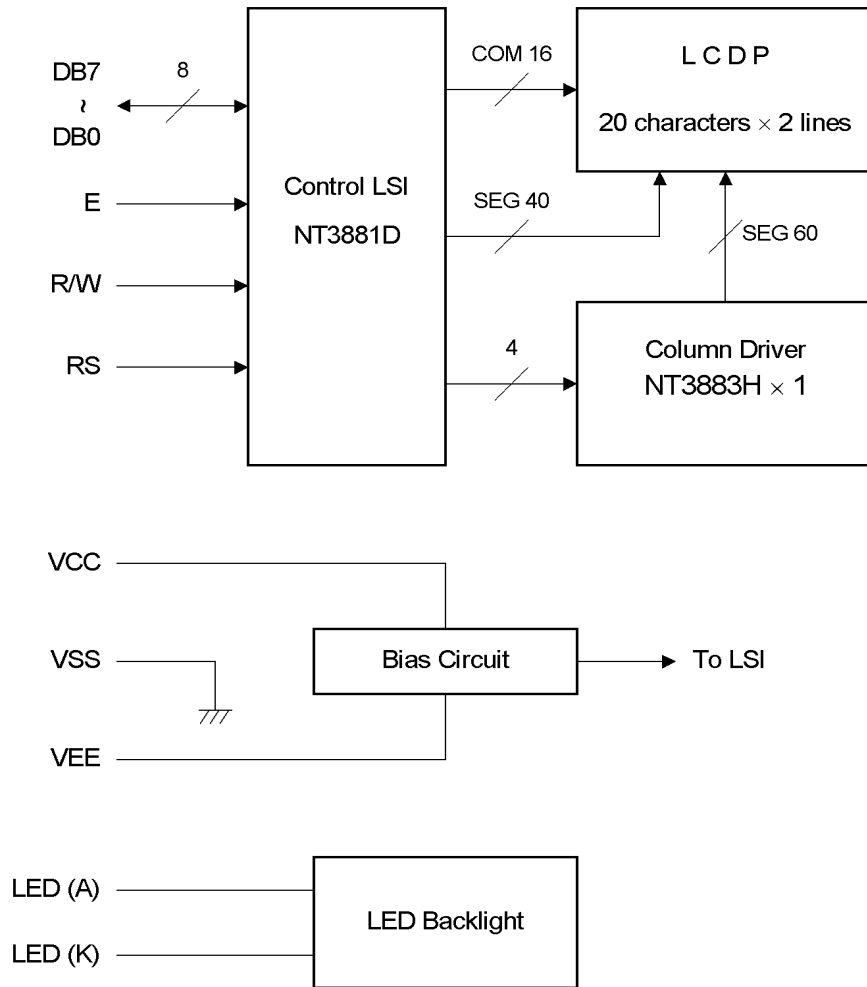 DB7
~
DB0
8
E
R/W
RS
Control LSI
NT3881D
COM 16
SEG 40
4
L C D P
20 characters × 2 lines
SEG 60
Column Driver
NT3883H × 1
VCC
VSS
VEE
Bias Circuit
To LSI
LED (A)
LED (K)
LED Backlight